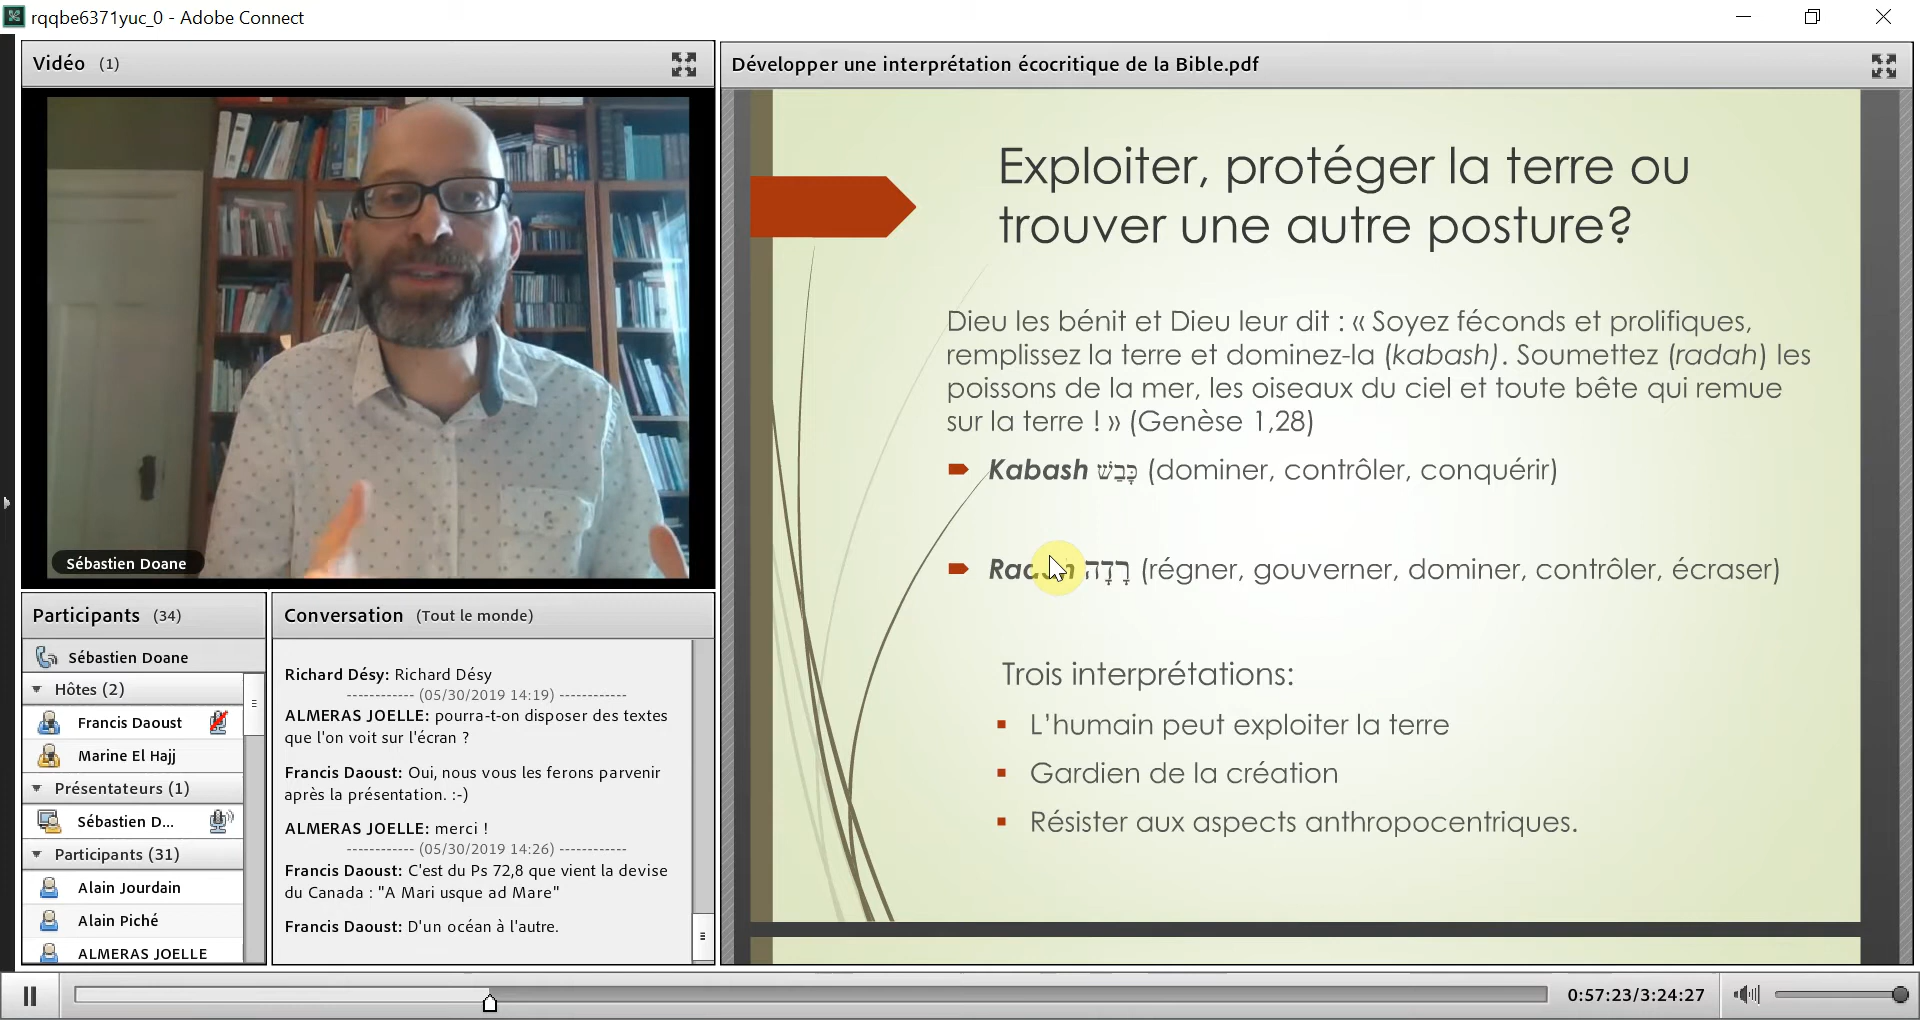 rqqbe6371yuc_0 - Adobe Connect
Vidéo (1)
Sébastien Doane
Participants (34)
Sébastien Doane
Hôtes (2)
Francis Daoust
Marine El Hajj
Présentateurs (1)
Sébastien D...
Participants (31)
Alain Jourdain
Alain Piché
ALMERAS JOELLE
Conversation (Tout le monde)
Richard Désy: Richard Désy
------------ (05/30/2019 14:19) ------------
ALMERAS JOELLE: pourra-t-on disposer des textes
que l'on voit sur l'écran ?
Francis Daoust: Oui, nous vous les ferons parvenir
après la présentation. :-)
ALMERAS JOELLE: merci !
------------ (05/30/2019 14:26) ------------
Francis Daoust: C'est du Ps 72,8 que vient la devise
du Canada : "A Mari usque ad Mare"
Francis Daoust: D'un océan à l'autre.
Développer une interprétation écocritique de la Bible.pdf
Exploiter, protéger la terre ou
trouver une autre posture?
Dieu les bénit et Dieu leur dit : « Soyez féconds et prolifiques,
remplissez la terre et dominez-la (kabash). Soumettez (radah) les
poissons de la mer, les oiseaux du ciel et toute bête qui remue
sur la terre ! » (Genèse 1,28)
Kabash כָּבַשׁ (dominer, contrôler, conquérir)
Radah רָדָה (régner, gouverner, dominer, contrôler, écraser)
Trois interprétations:
L'humain peut exploiter la terre
Gardien de la création
Résister aux aspects anthropocentriques.
0:57:23/3:24:27